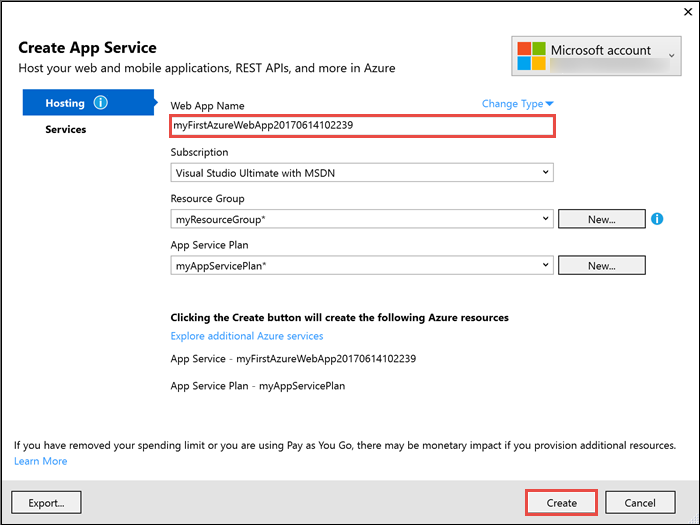 Create App Service
Host your web and mobile applications, REST APIs, and more in Azure
Microsoft account
Hosting
Services
Web App Name
Change Type
myFirstAzureWebApp20170614102239
Subscription
Visual Studio Ultimate with MSDN
Resource Group
myResourceGroup*
New...
App Service Plan
myAppServicePlan*
New...
Clicking the Create button will create the following Azure resources
Explore additional Azure services
App Service - myFirstAzureWebApp20170614102239
App Service Plan - myAppServicePlan
If you have removed your spending limit or you are using Pay as You Go, there may be monetary impact if you provision additional resources.
Learn More
Export...
Create
Cancel